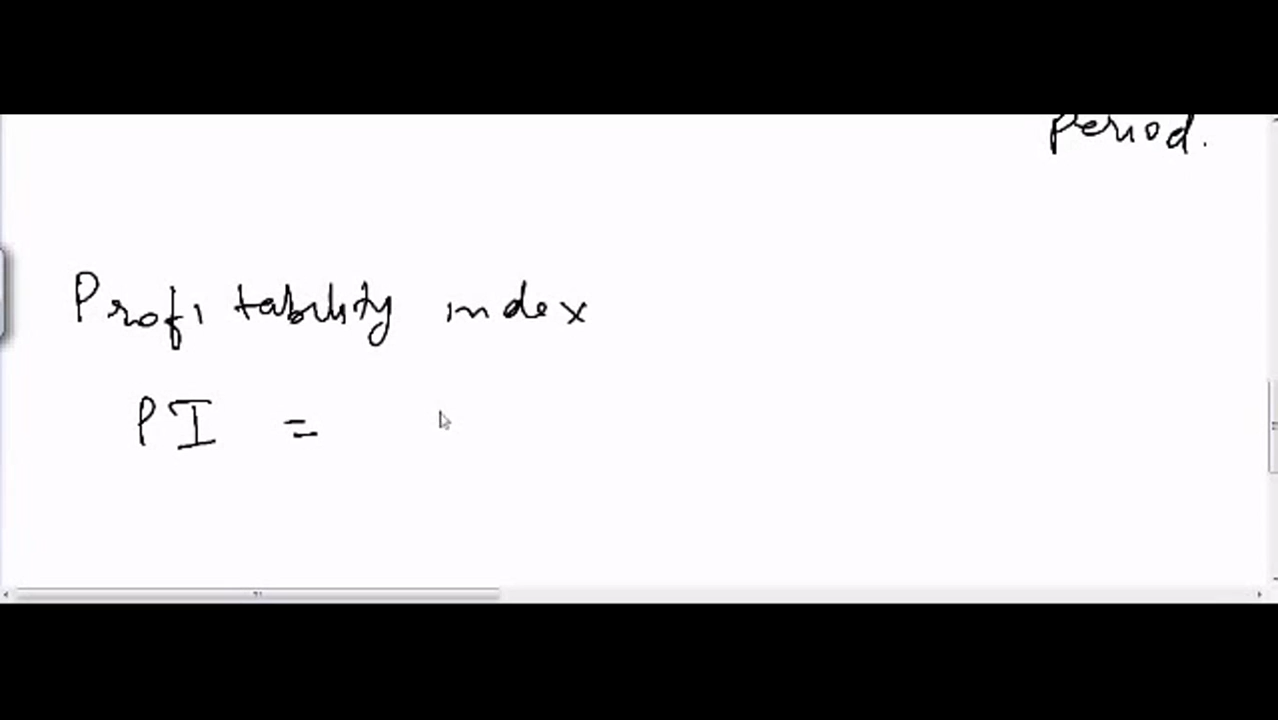 period.
Profitability index
PI =